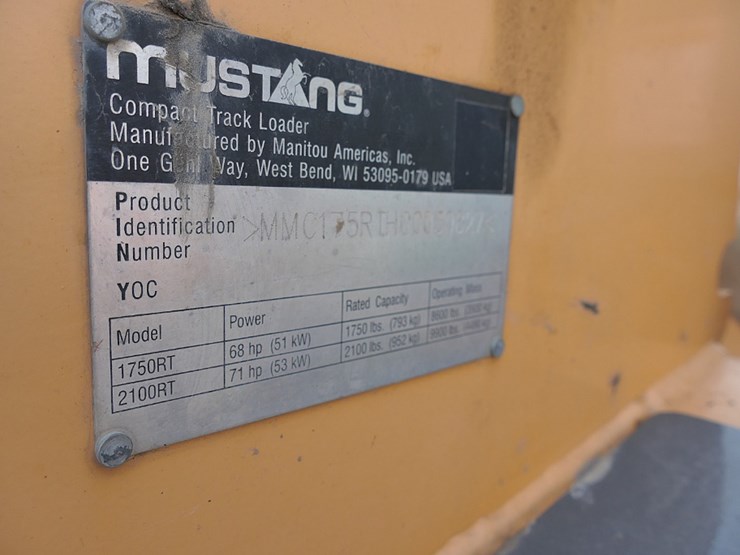 MUSTANG®
Compact Track Loader
Manufactured by Manitou Americas, Inc.
One Gehl Way, West Bend, WI 53095-0179 USA
Product
Identification
Number
YOC
Model Power Rated Capacity Operating Mass
1750RT 68 hp (51 kW) 1750 lbs. (793 kg)
2100RT 71 hp (53 kW) 2100 lbs. (952 kg)